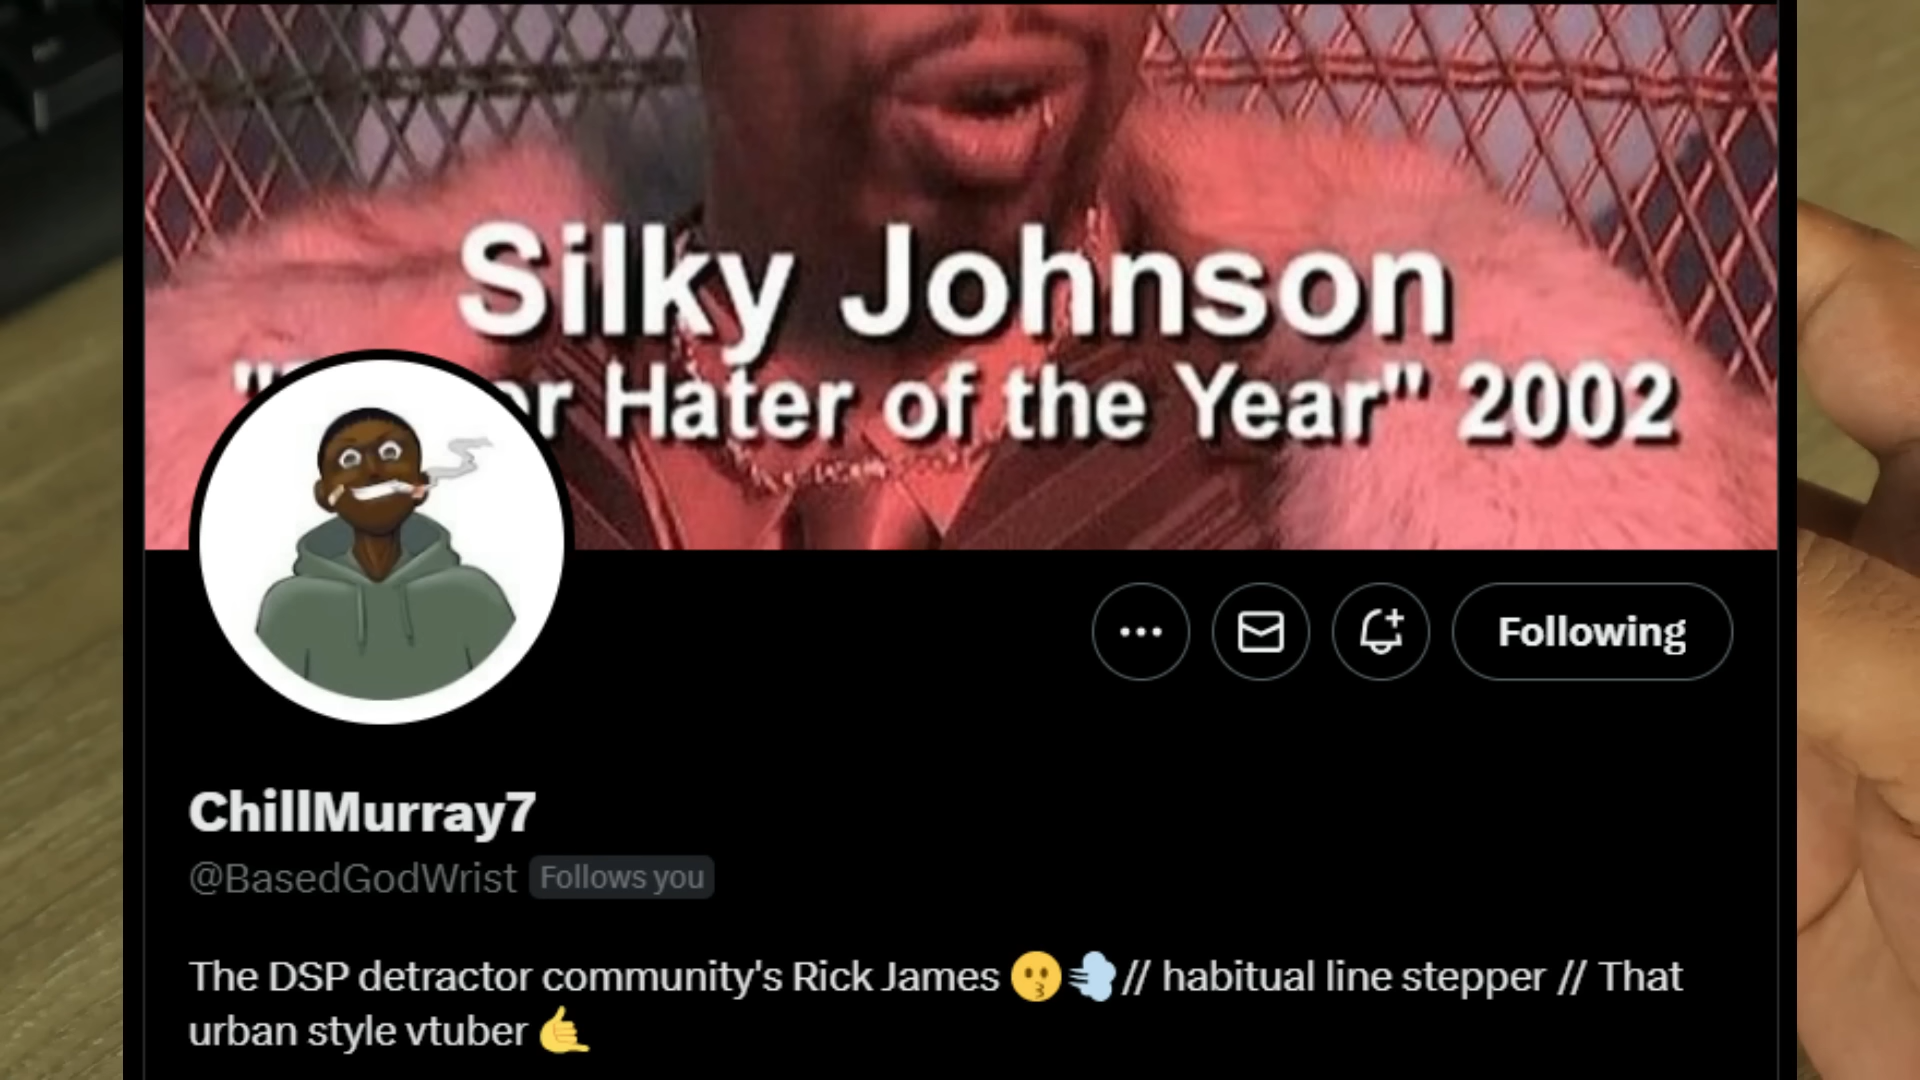 Silky Johnson
" or Hater of the Year" 2002
Following
ChillMurray7
@BasedGodWrist Follows you
The DSP detractor community's Rick James 😗💨 // habitual line stepper // That
urban style vtuber 🤙